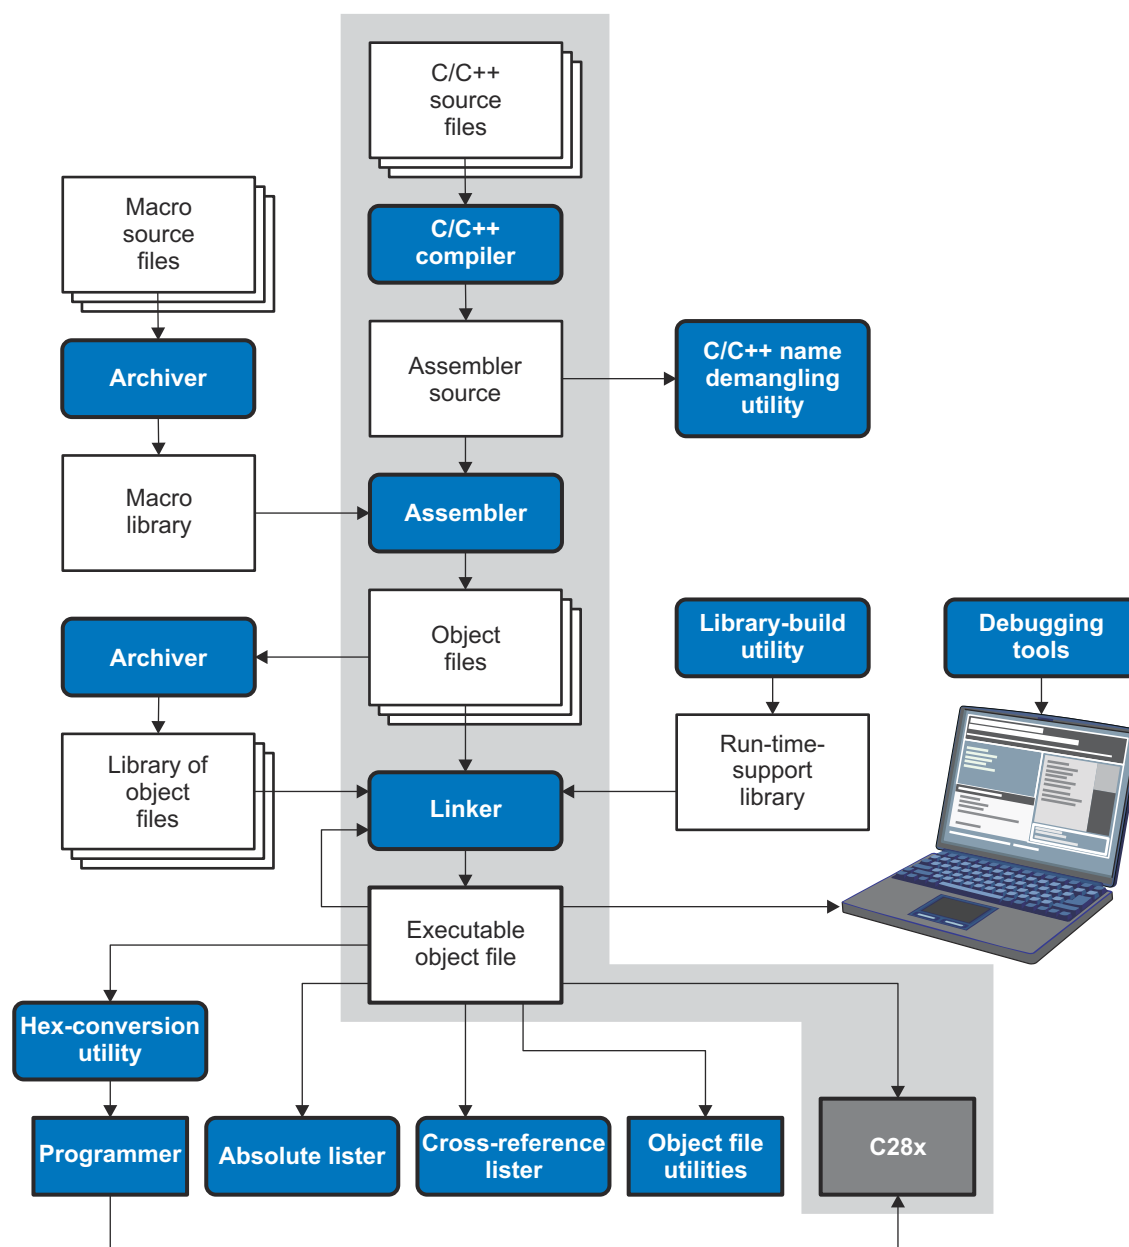 C/C++
source
files
Macro
source
files
C/C++
compiler
Archiver
Assembler
source
C/C++ name
demangling
utility
Macro
library
Assembler
Archiver
Object
files
Library-build
utility
Debugging
tools
Library of
object
files
Linker
Run-time-
support
library
Executable
object file
Hex-conversion
utility
Programmer
Absolute lister
Cross-reference
lister
Object file
utilities
C28x